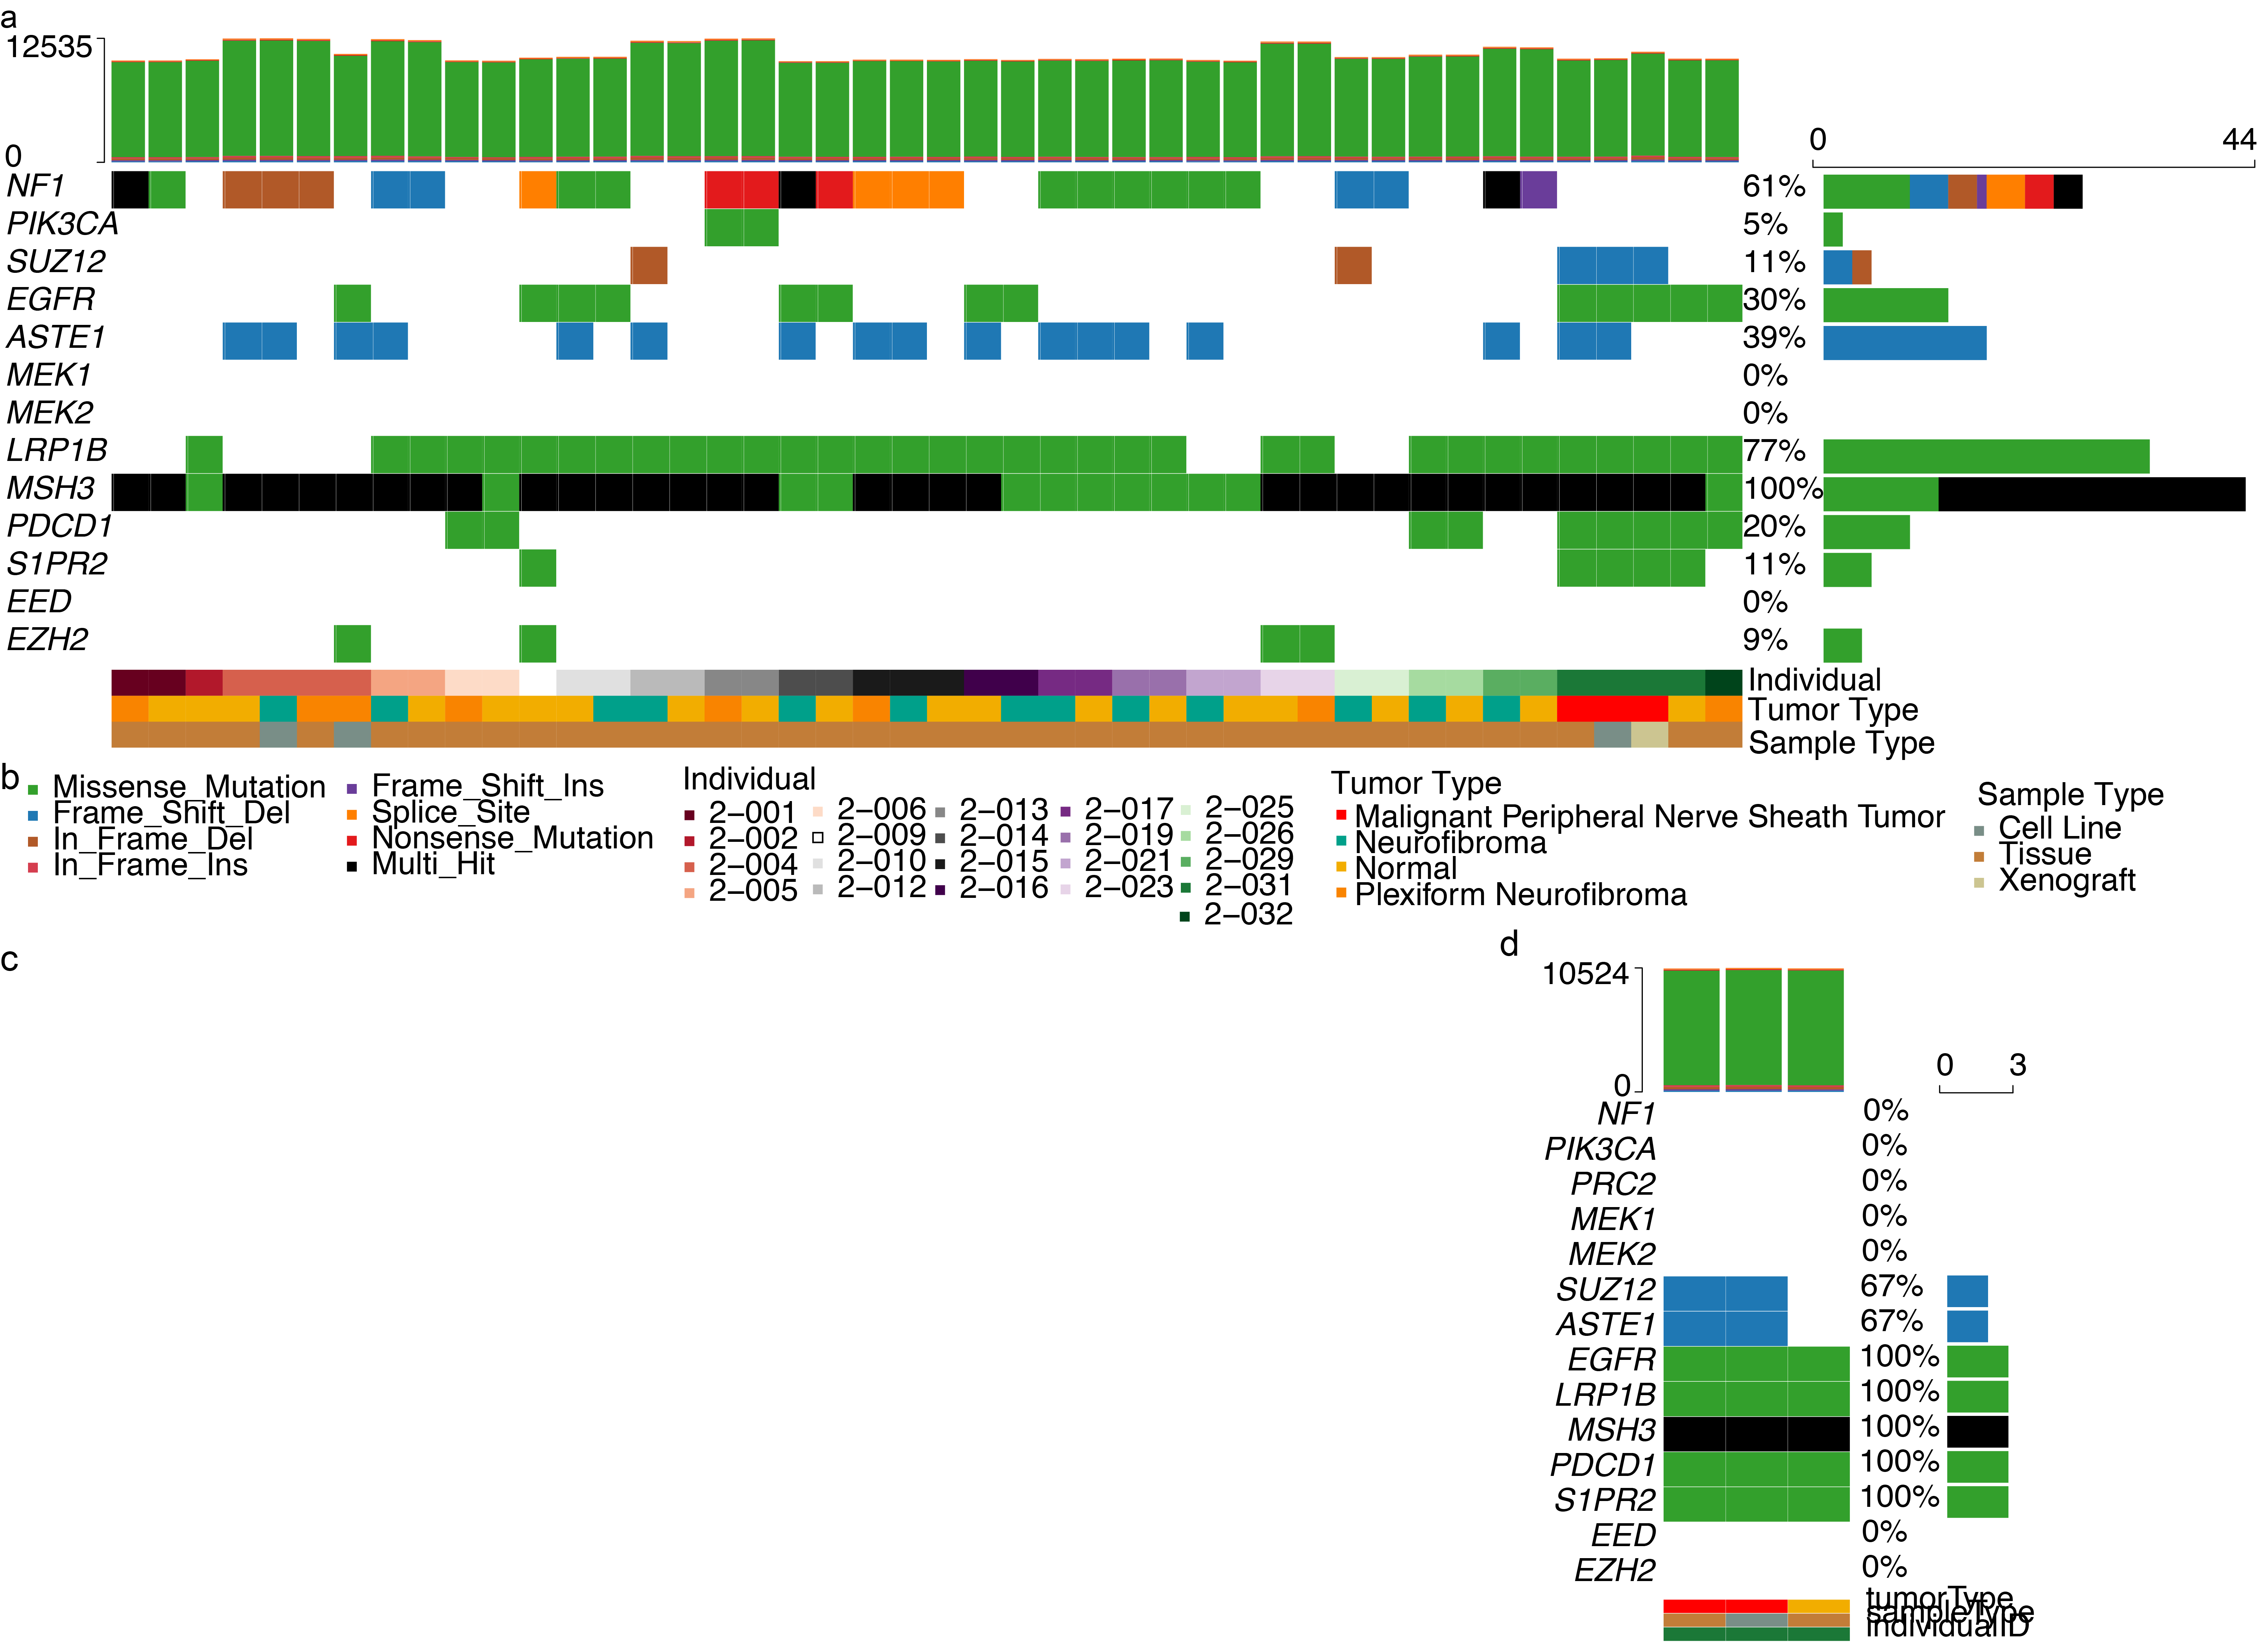 a
12535
0
0 44
NF1 61%
PIK3CA 5%
SUZ12 11%
EGFR 30%
ASTE1 39%
MEK1 0%
MEK2 0%
LRP1B 77%
MSH3 100%
PDCD1 20%
S1PR2 11%
EED 0%
EZH2 9%
Individual
Tumor Type
Sample Type
b
Missense_Mutation
Frame_Shift_Del
In_Frame_Del
In_Frame_Ins
Frame_Shift_Ins
Splice_Site
Nonsense_Mutation
Multi_Hit
Individual
2−001
2−002
2−004
2−005
2−006
2−009
2−010
2−012
2−013
2−014
2−015
2−016
2−017
2−019
2−021
2−023
2−025
2−026
2−029
2−031
2−032
Tumor Type
Malignant Peripheral Nerve Sheath Tumor
Neurofibroma
Normal
Plexiform Neurofibroma
Sample Type
Cell Line
Tissue
Xenograft
c
d
10524
0
0 3
NF1 0%
PIK3CA 0%
PRC2 0%
MEK1 0%
MEK2 0%
SUZ12 67%
ASTE1 67%
EGFR 100%
LRP1B 100%
MSH3 100%
PDCD1 100%
S1PR2 100%
EED 0%
EZH2 0%
tumorType
sampleType
individualID